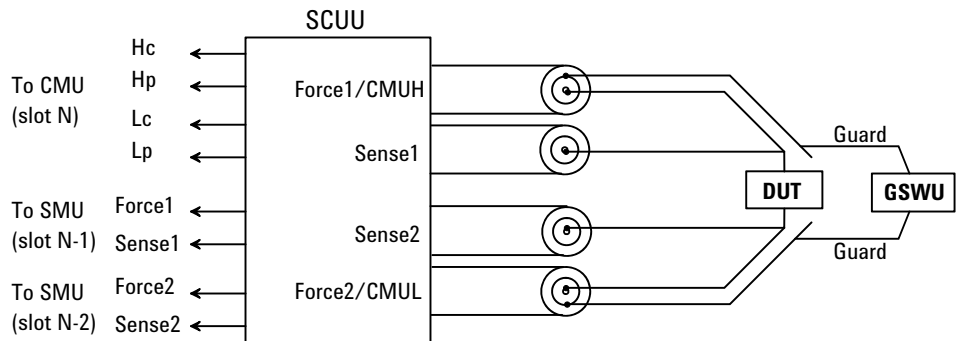 SCUU
Hc
To CMU
Hp
(slot N)
Lc
Lp
To SMU
Force1
(slot N-1)
Sense1
To SMU
Force2
(slot N-2)
Sense2
Force1/CMUH
Sense1
Sense2
Force2/CMUL
Guard
DUT
GSWU
Guard